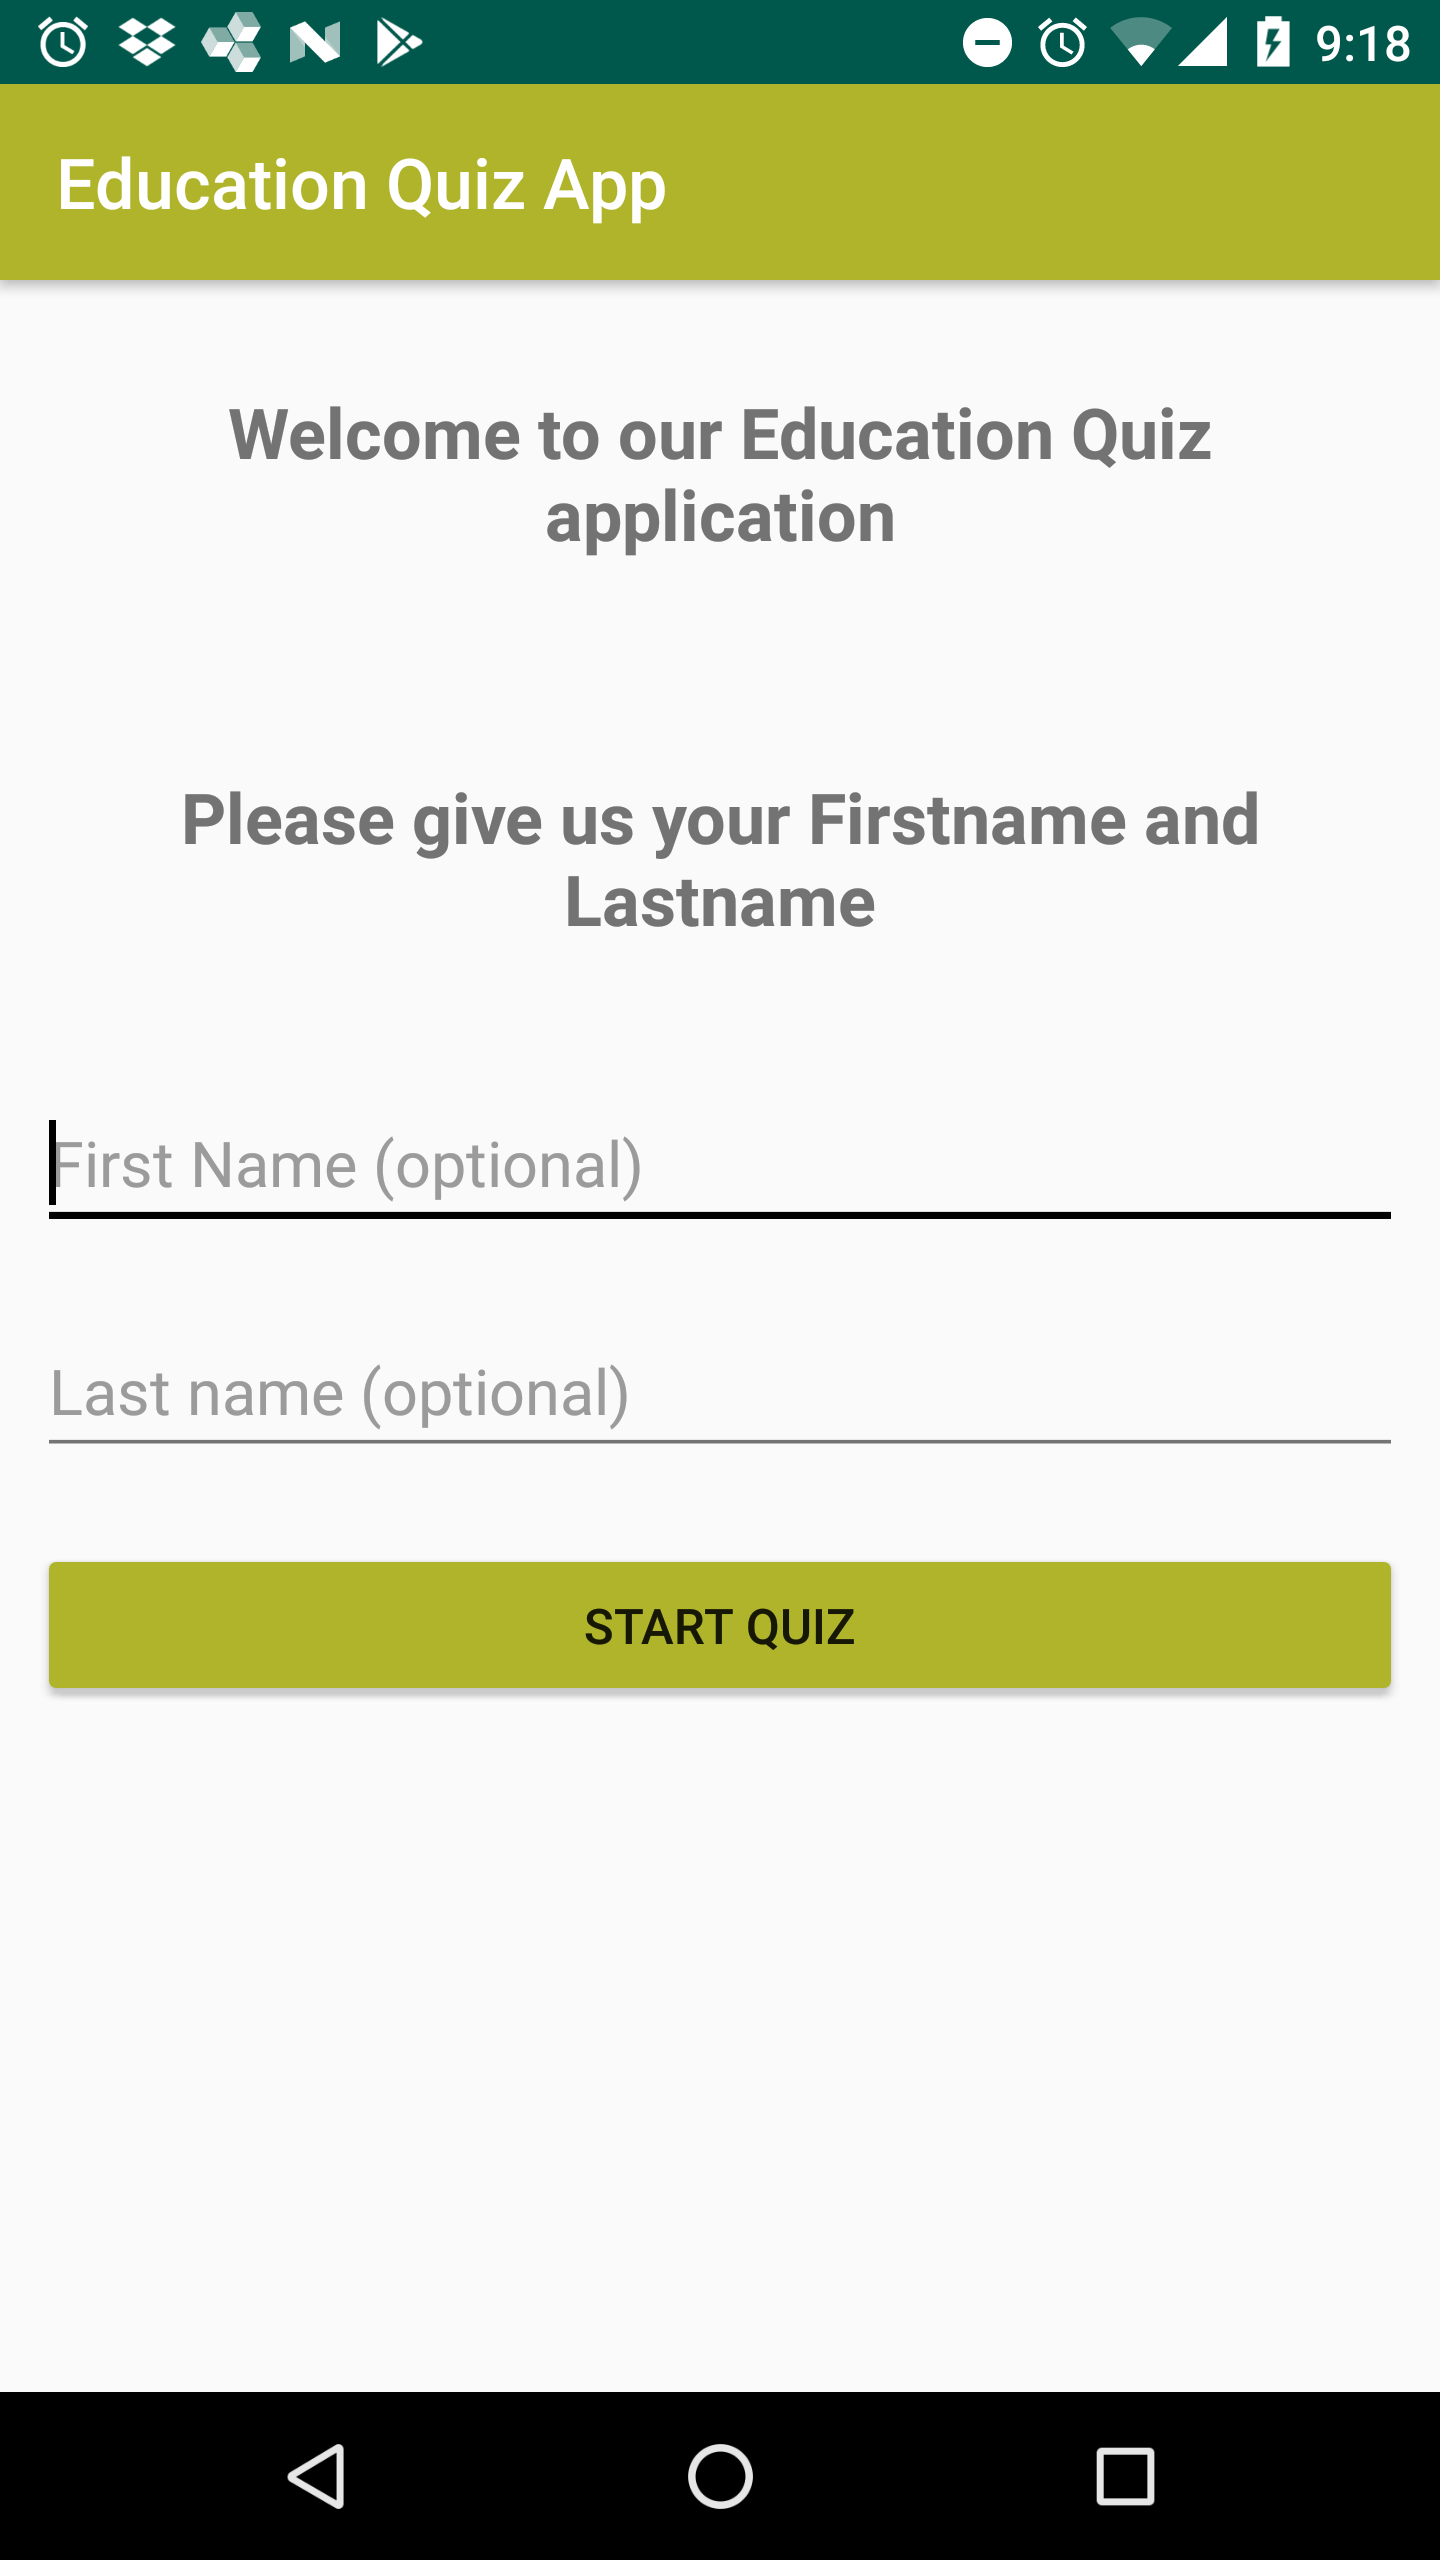 9:18
Education Quiz App
Welcome to our Education Quiz
application
Please give us your Firstname and
Lastname
First Name (optional)
Last name (optional)
START QUIZ